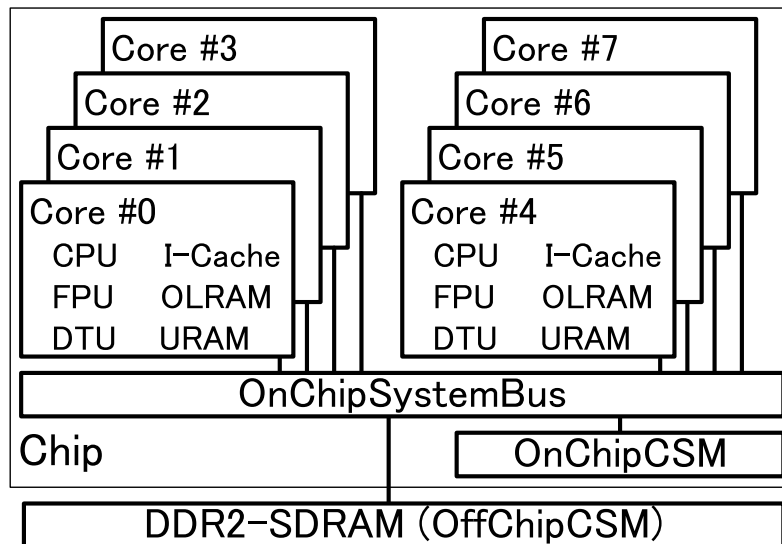 Core #3
Core #2
Core #1
Core #0
CPU I-Cache
FPU OLRAM
DTU URAM
Core #7
Core #6
Core #5
Core #4
CPU I-Cache
FPU OLRAM
DTU URAM
OnChipSystemBus
Chip
OnChipCSM
DDR2-SDRAM (OffChipCSM)